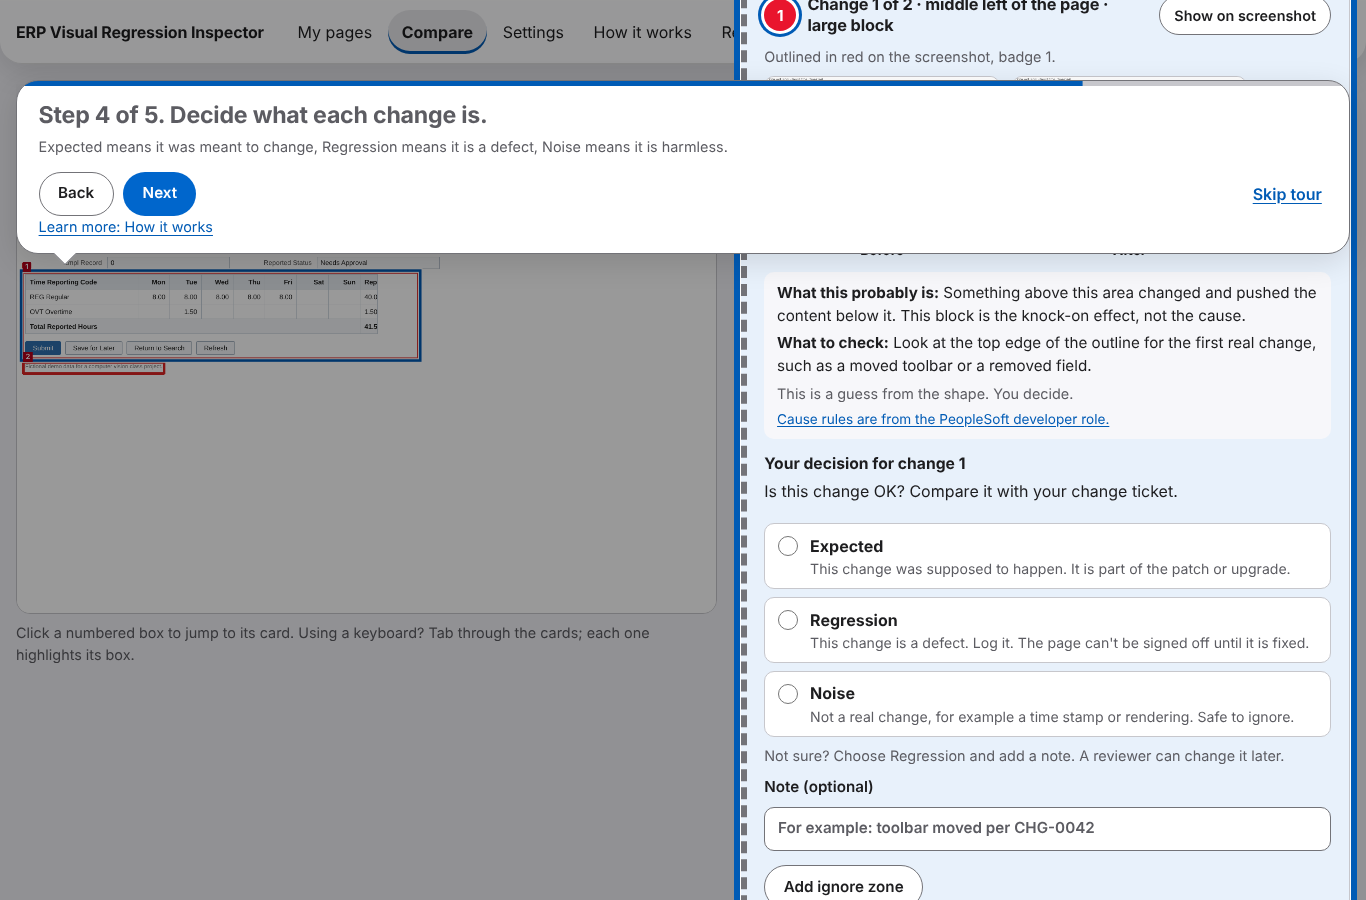 ERP Visual Regression Inspector
My pages
Compare
Settings
How it works
1
Change 1 of 2 · middle left of the page ·
large block
Show on screenshot
Outlined in red on the screenshot, badge 1.
Step 4 of 5. Decide what each change is.
Expected means it was meant to change, Regression means it is a defect, Noise means it is harmless.
Back
Next
Skip tour
Learn more: How it works
Record 0 Reported Status Needs Approval
1
Time Reporting Code Mon Tue Wed Thu Fri Sat Sun Rep
REG Regular 8.00 8.00 8.00 8.00 8.00 40.0
OVT Overtime 1.50 1.50
Total Reported Hours 41.5
Submit Save for Later Return to Search Refresh
2
Fictional demo data for a computer vision class project
Click a numbered box to jump to its card. Using a keyboard? Tab through the cards; each one
highlights its box.
What this probably is: Something above this area changed and pushed the
content below it. This block is the knock-on effect, not the cause.
What to check: Look at the top edge of the outline for the first real change,
such as a moved toolbar or a removed field.
This is a guess from the shape. You decide.
Cause rules are from the PeopleSoft developer role.
Your decision for change 1
Is this change OK? Compare it with your change ticket.
Expected
This change was supposed to happen. It is part of the patch or upgrade.
Regression
This change is a defect. Log it. The page can't be signed off until it is fixed.
Noise
Not a real change, for example a time stamp or rendering. Safe to ignore.
Not sure? Choose Regression and add a note. A reviewer can change it later.
Note (optional)
For example: toolbar moved per CHG-0042
Add ignore zone